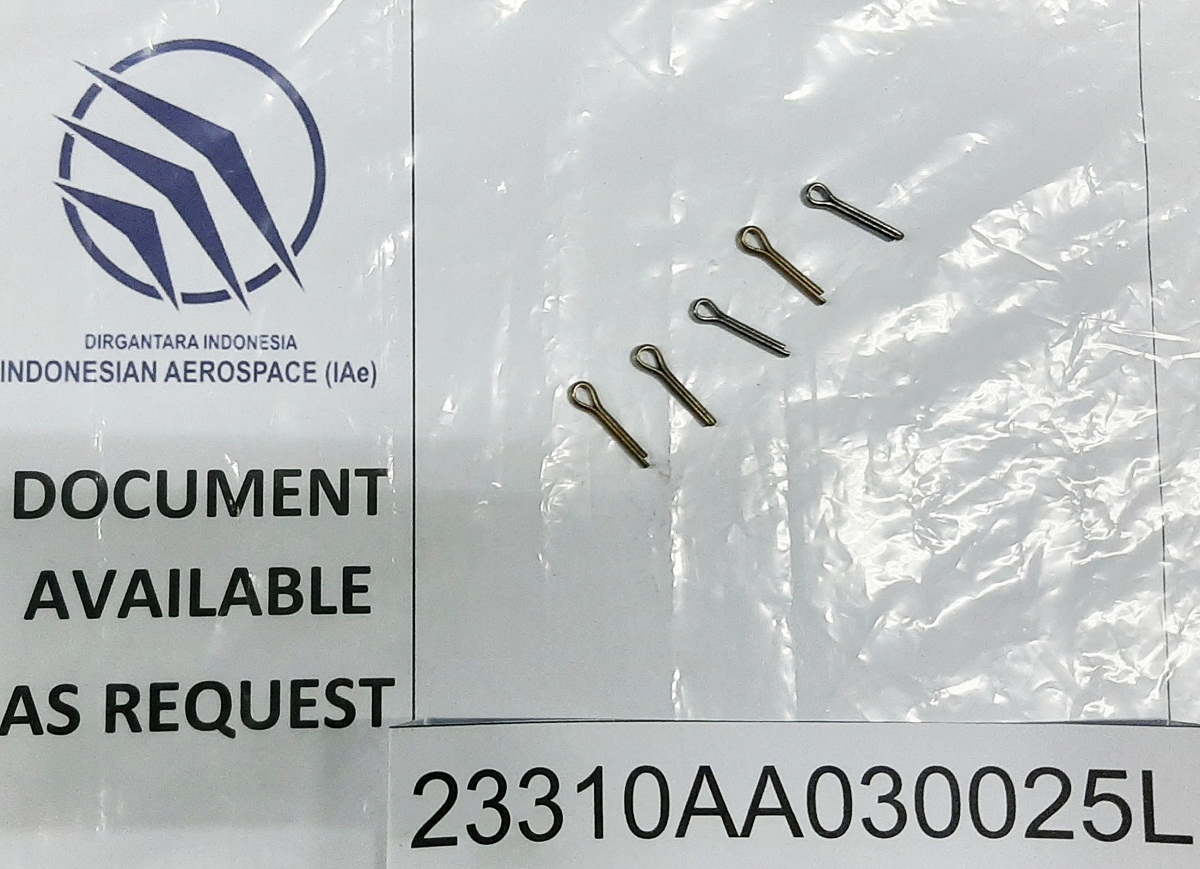 DIRGANTARA INDONESIA
INDONESIAN AEROSPACE (IAe)
DOCUMENT
AVAILABLE
AS REQUEST
23310AA030025L